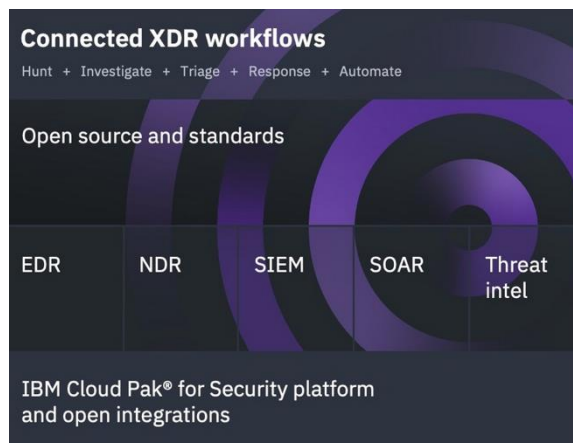 Connected XDR workflows
Hunt + Investigate + Triage + Response + Automate
Open source and standards
EDR
NDR
SIEM
SOAR
Threat
intel
IBM Cloud Pak® for Security platform
and open integrations